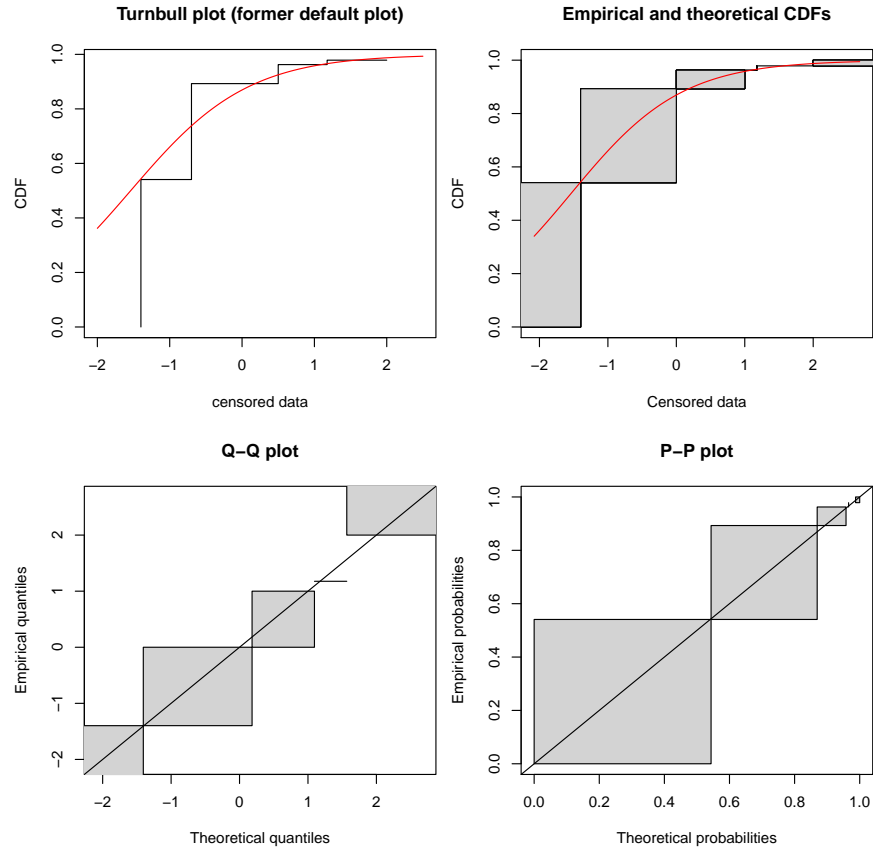 Turnbull plot (former default plot)
CDF
0.0 0.2 0.4 0.6 0.8 1.0
−2 −1 0 1 2
censored data
Empirical and theoretical CDFs
CDF
0.0 0.2 0.4 0.6 0.8 1.0
−2 −1 0 1 2
Censored data
Q−Q plot
Empirical quantiles
−2 −1 0 1 2
−2 −1 0 1 2
Theoretical quantiles
P−P plot
Empirical probabilities
0.0 0.2 0.4 0.6 0.8 1.0
0.0 0.2 0.4 0.6 0.8 1.0
Theoretical probabilities